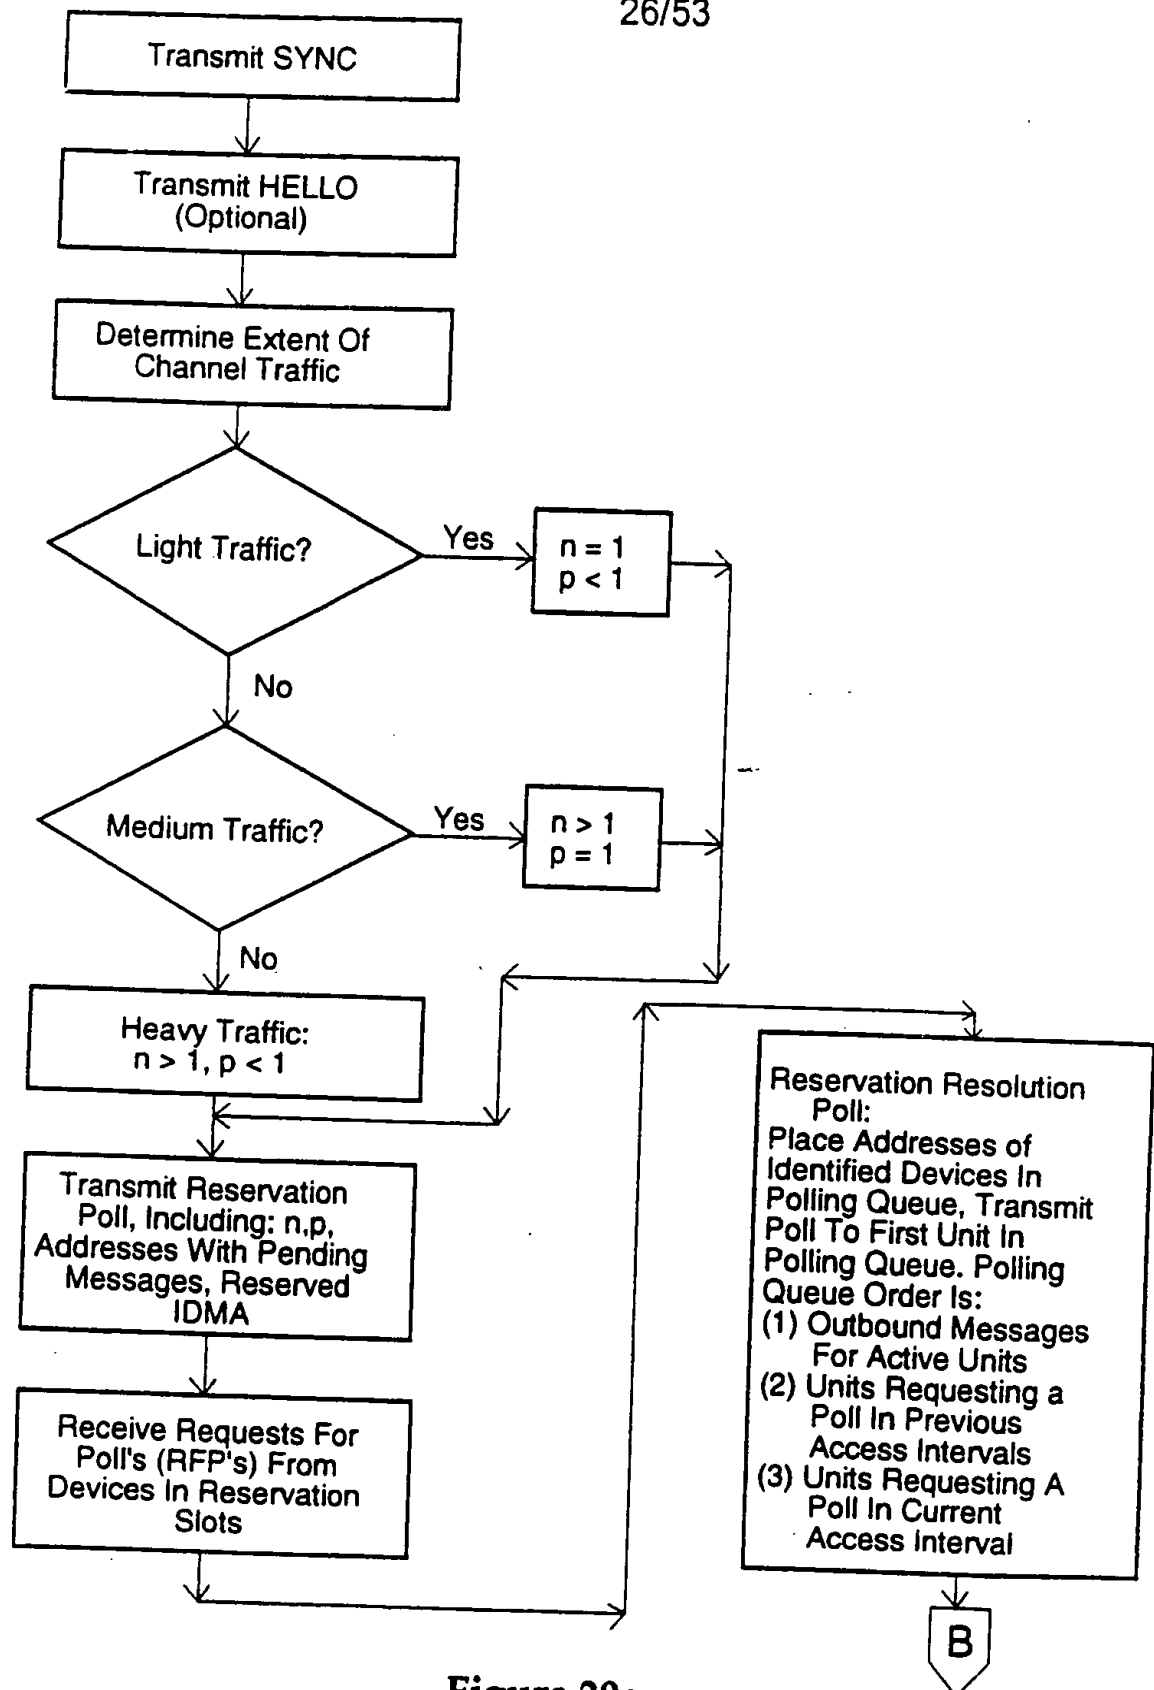 26/53
Transmit SYNC
Transmit HELLO
(Optional)
Determine Extent Of
Channel Traffic
Light Traffic?
Yes
n = 1
p < 1
No
Medium Traffic?
Yes
n > 1
p = 1
No
Heavy Traffic:
n > 1, p < 1
Transmit Reservation
Poll, Including: n,p,
Addresses With Pending
Messages, Reserved
IDMA
Receive Requests For
Poll's (RFP's) From
Devices In Reservation
Slots
Reservation Resolution
Poll:
Place Addresses of
Identified Devices In
Polling Queue, Transmit
Poll To First Unit In
Polling Queue. Polling
Queue Order Is:
(1) Outbound Messages
For Active Units
(2) Units Requesting a
Poll In Previous
Access Intervals
(3) Units Requesting A
Poll In Current
Access Interval
B
Figure